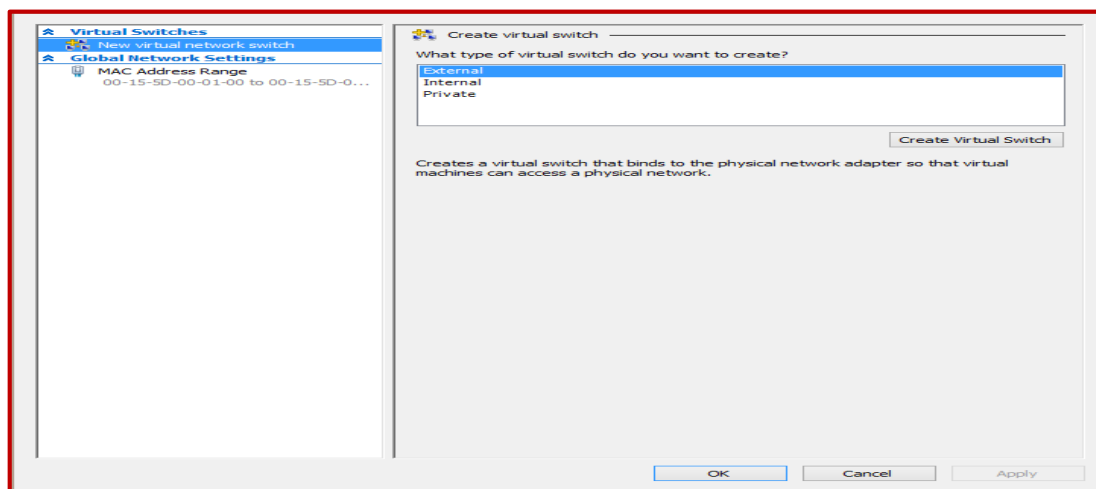 Virtual Switches
New virtual network switch
Global Network Settings
MAC Address Range
00-15-5D-00-01-00 to 00-15-5D-0...
Create virtual switch
What type of virtual switch do you want to create?
External
Internal
Private
Create Virtual Switch
Creates a virtual switch that binds to the physical network adapter so that virtual
machines can access a physical network.
OK
Cancel
Apply